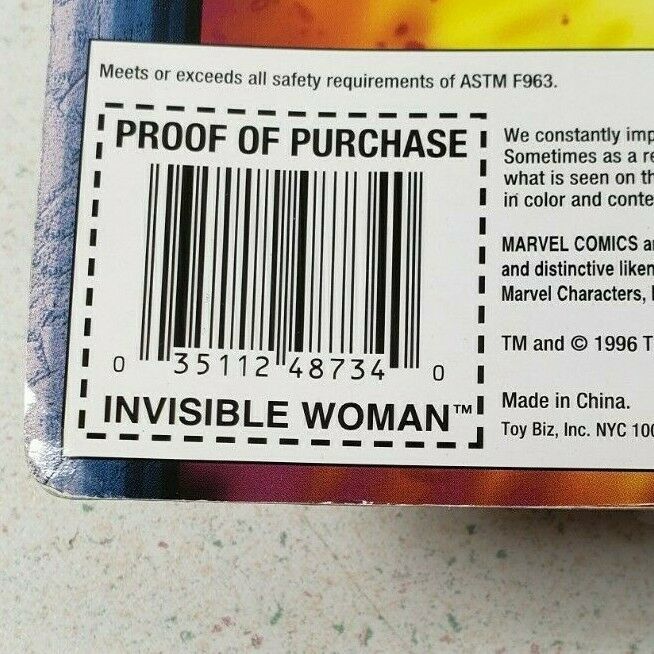 Meets or exceeds all safety requirements of ASTM F963.
PROOF OF PURCHASE
0 35112 48734 0
INVISIBLE WOMAN™
We constantly imp
Sometimes as a re
what is seen on th
in color and conte
MARVEL COMICS a
and distinctive liken
Marvel Characters,
TM and © 1996 T
Made in China.
Toy Biz, Inc. NYC 100